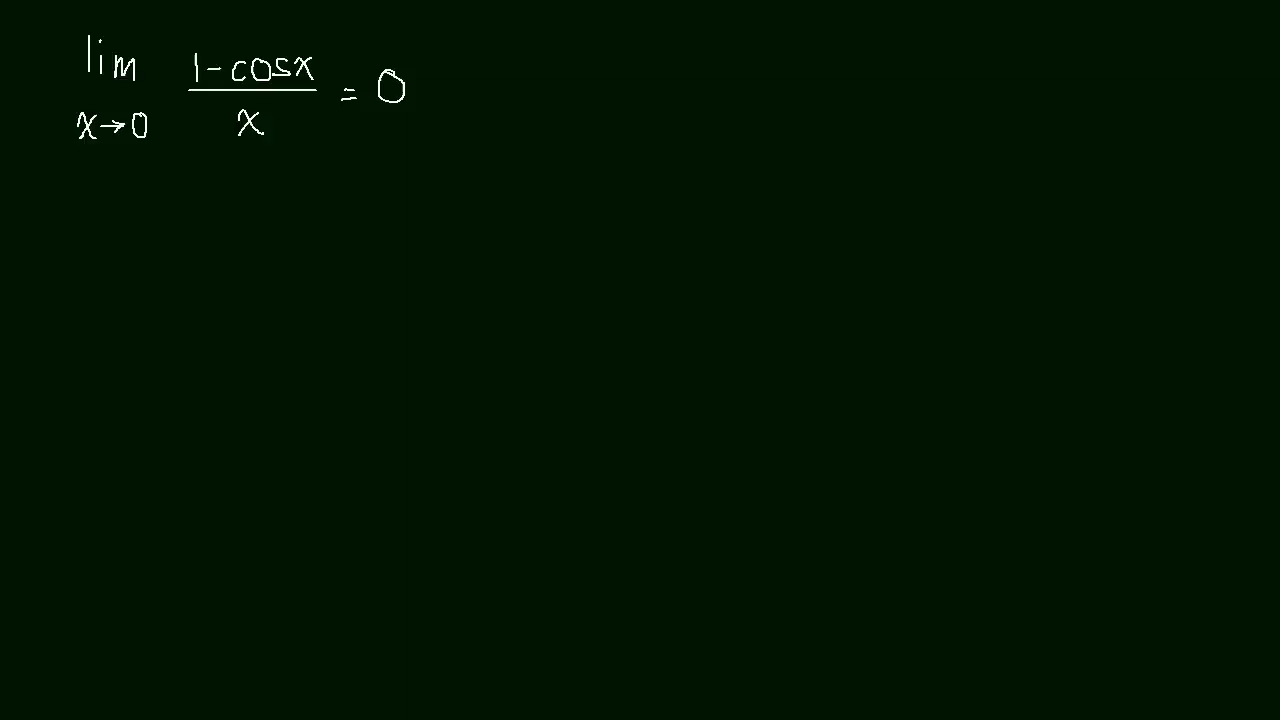 lim 1-cosx = 0
x→0 x